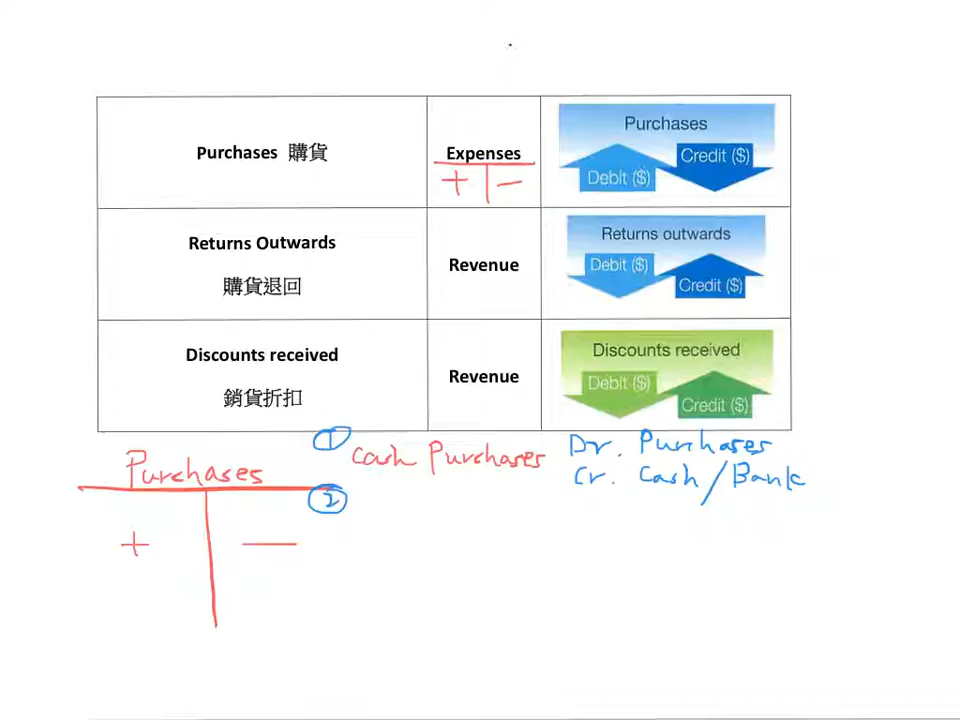 Purchases 購貨
Expenses
+ −
Purchases
Debit ($)
Credit ($)
Returns Outwards
購貨退回
Revenue
Returns outwards
Debit ($)
Credit ($)
Discounts received
銷貨折扣
Revenue
Discounts received
Debit ($)
Credit ($)
① Cash Purchases Dr. Purchases
Cr. Cash/Bank
Purchases
②
+ −